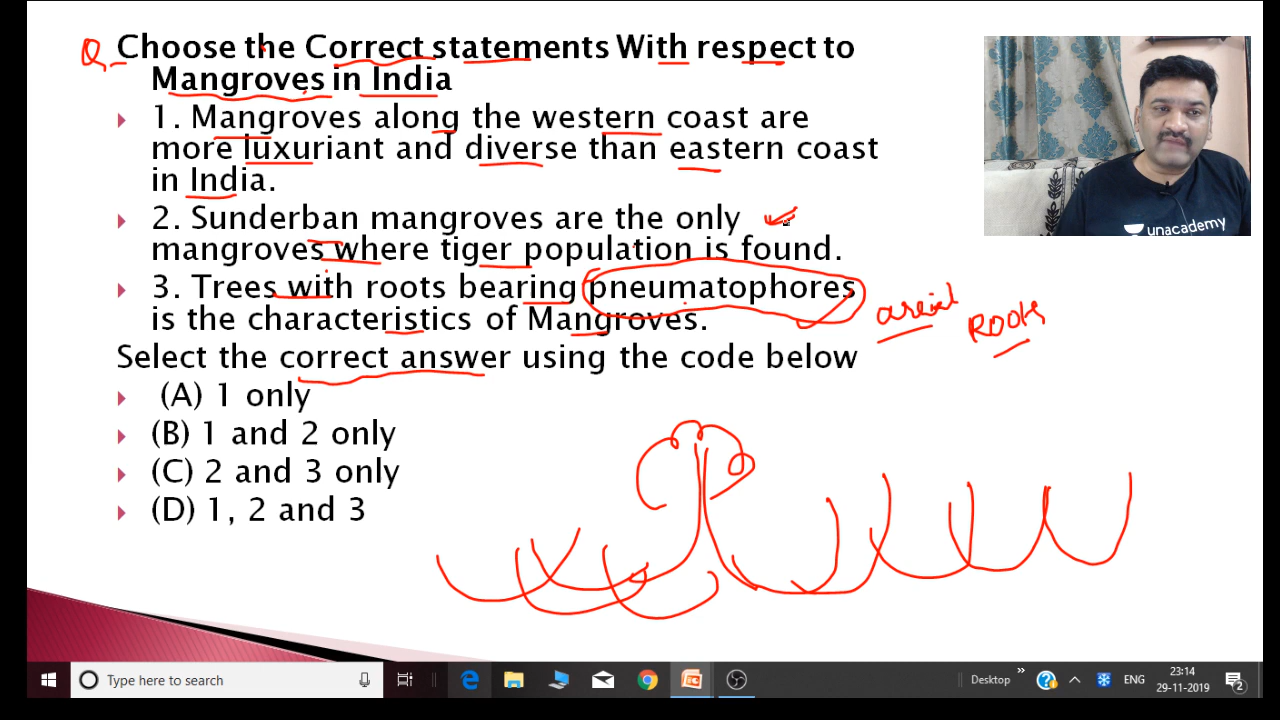 Q. Choose the Correct statements With respect to
Mangroves in India
1. Mangroves along the western coast are
more luxuriant and diverse than eastern coast
in India.
2. Sunderban mangroves are the only
mangroves where tiger population is found.
3. Trees with roots bearing pneumatophores
is the characteristics of Mangroves.
areial Roots
Select the correct answer using the code below
(A) 1 only
(B) 1 and 2 only
(C) 2 and 3 only
(D) 1, 2 and 3
unacademy
Type here to search
Desktop
ENG
23:14
29-11-2019
2